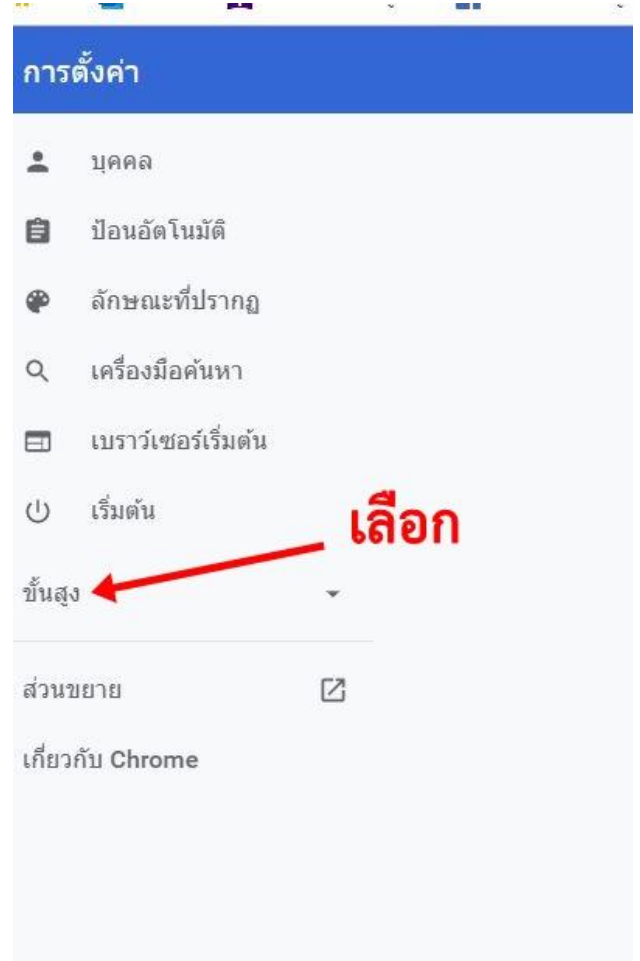 การตั้งค่า
บุคคล
ป้อนอัตโนมัติ
ลักษณะที่ปรากฏ
เครื่องมือค้นหา
เบราว์เซอร์เริ่มต้น
เริ่มต้น
เลือก
ขั้นสูง
ส่วนขยาย
เกี่ยวกับ Chrome